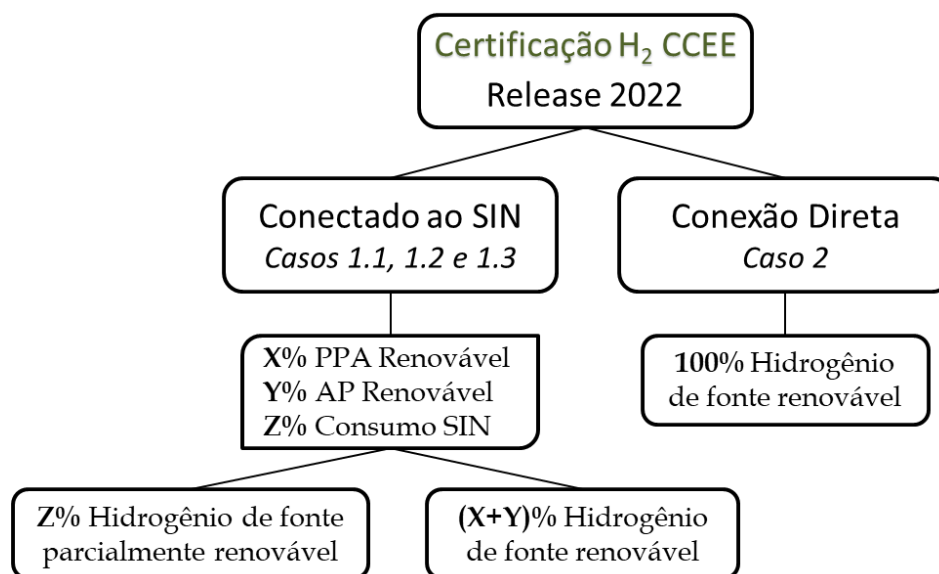 Certificação H₂ CCEE
Release 2022
Conectado ao SIN
Casos 1.1, 1.2 e 1.3
Conexão Direta
Caso 2
X% PPA Renovável
Y% AP Renovável
Z% Consumo SIN
100% Hidrogênio
de fonte renovável
Z% Hidrogênio de fonte
parcialmente renovável
(X+Y)% Hidrogênio
de fonte renovável